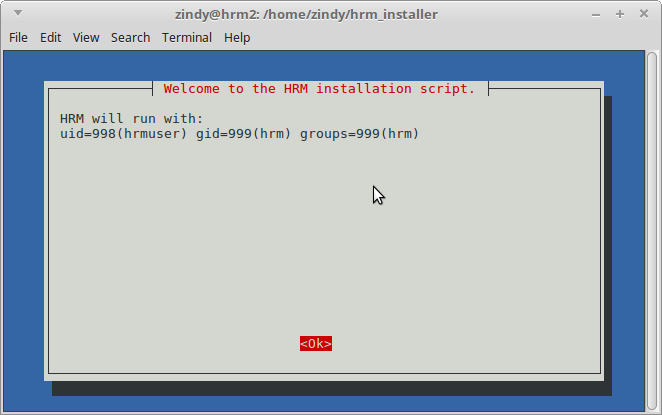 zindy@hrm2: /home/zindy/hrm_installer
File Edit View Search Terminal Help
Welcome to the HRM installation script.
HRM will run with:
uid=998(hrmuser) gid=999(hrm) groups=999(hrm)
<Ok>